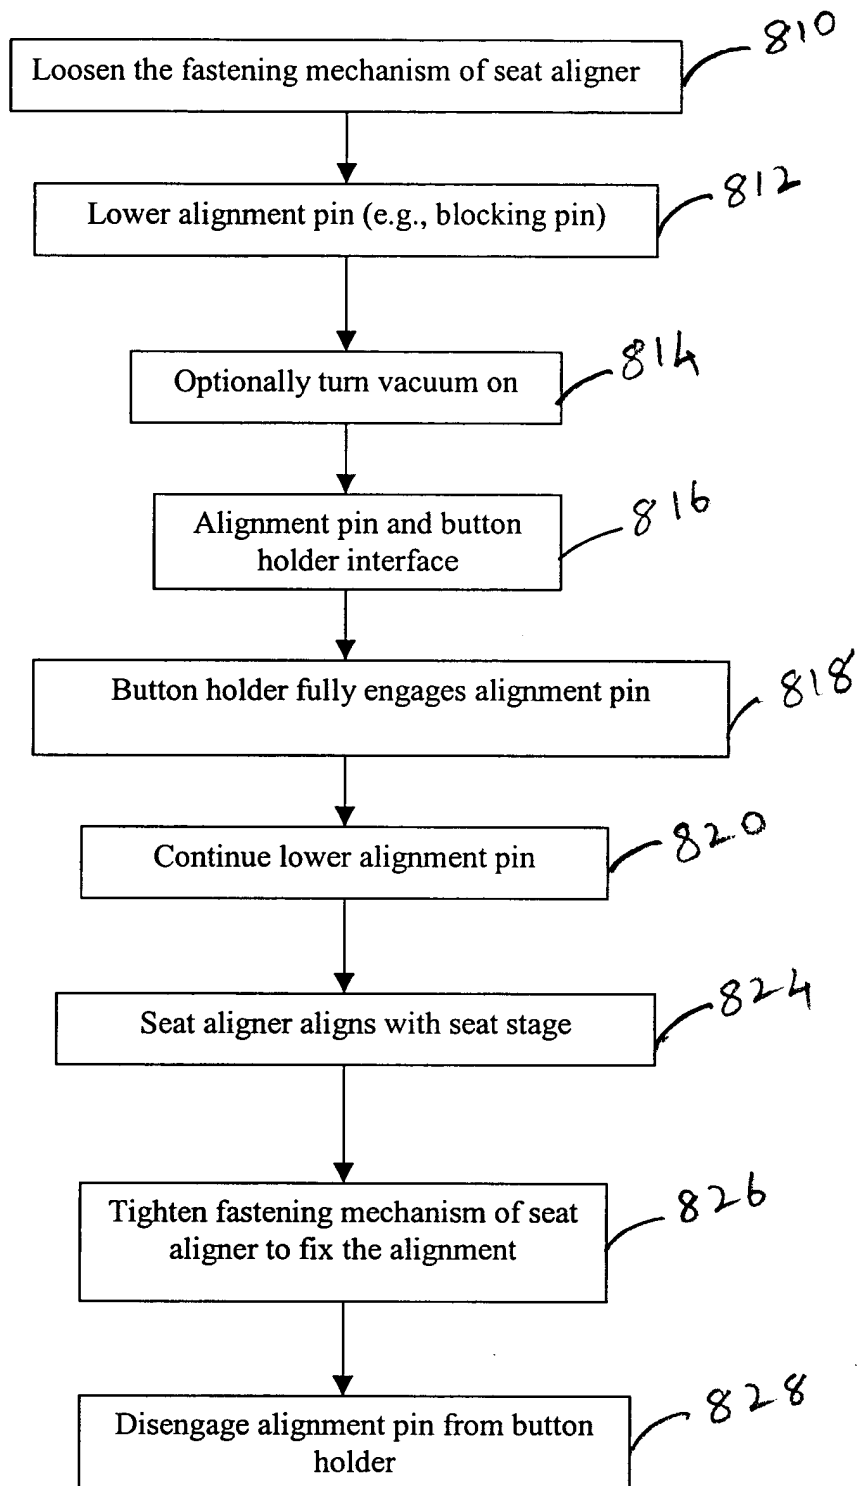 810
Loosen the fastening mechanism of seat aligner
812
Lower alignment pin (e.g., blocking pin)
814
Optionally turn vacuum on
816
Alignment pin and button
holder interface
818
Button holder fully engages alignment pin
820
Continue lower alignment pin
824
Seat aligner aligns with seat stage
826
Tighten fastening mechanism of seat
aligner to fix the alignment
828
Disengage alignment pin from button
holder